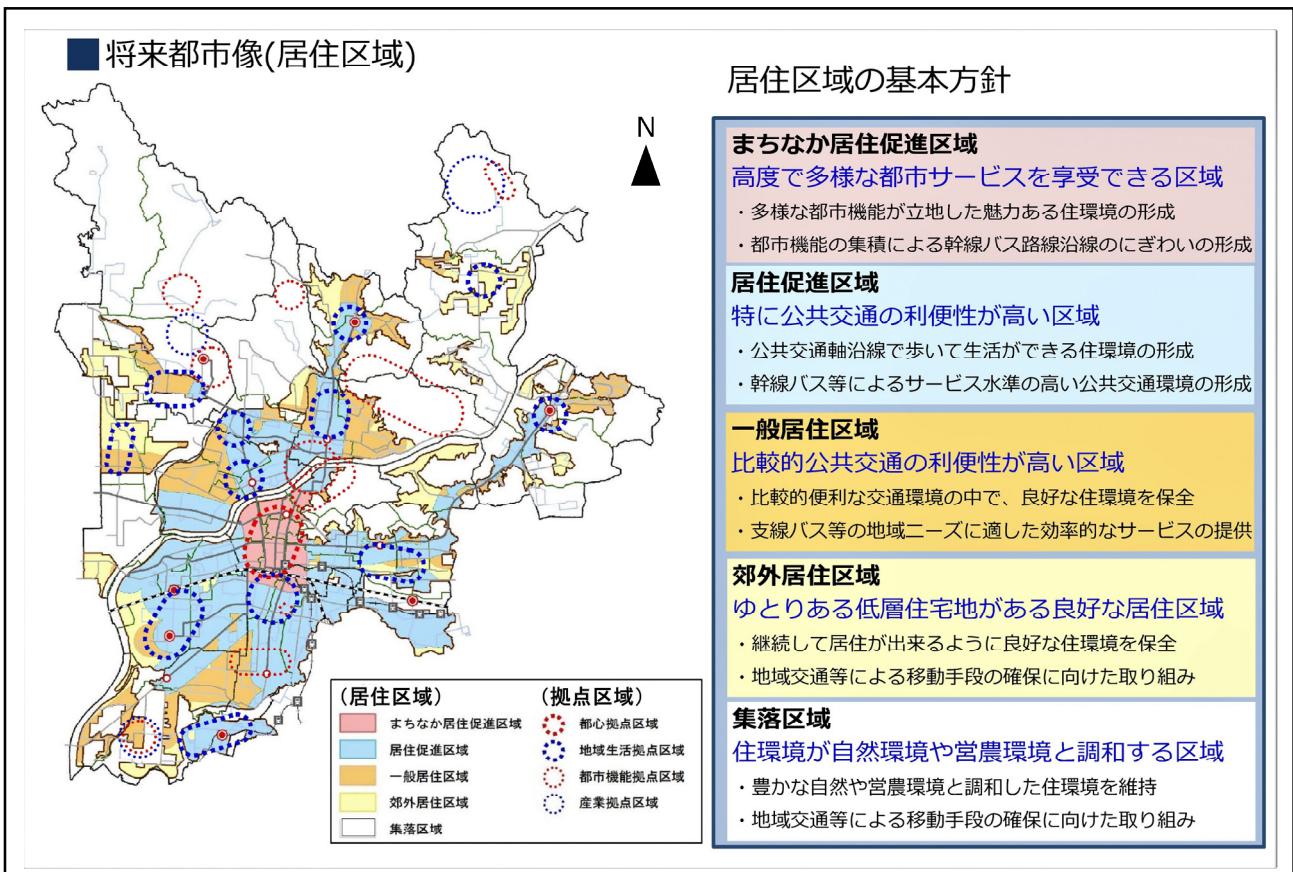 将来都市像(居住区域)
N
(居住区域)
まちなか居住促進区域
居住促進区域
一般居住区域
郊外居住区域
集落区域
(拠点区域)
都心拠点区域
地域生活拠点区域
都市機能拠点区域
産業拠点区域
居住区域の基本方針
まちなか居住促進区域
高度で多様な都市サービスを享受できる区域
・多様な都市機能が立地した魅力ある住環境の形成
・都市機能の集積による幹線バス路線沿線のにぎわいの形成
居住促進区域
特に公共交通の利便性が高い区域
・公共交通軸沿線で歩いて生活ができる住環境の形成
・幹線バス等によるサービス水準の高い公共交通環境の形成
一般居住区域
比較的公共交通の利便性が高い区域
・比較的便利な交通環境の中で、良好な住環境を保全
・支線バス等の地域ニーズに適した効率的なサービスの提供
郊外居住区域
ゆとりある低層住宅地がある良好な居住区域
・継続して居住が出来るように良好な住環境を保全
・地域交通等による移動手段の確保に向けた取り組み
集落区域
住環境が自然環境や営農環境と調和する区域
・豊かな自然や営農環境と調和した住環境を維持
・地域交通等による移動手段の確保に向けた取り組み